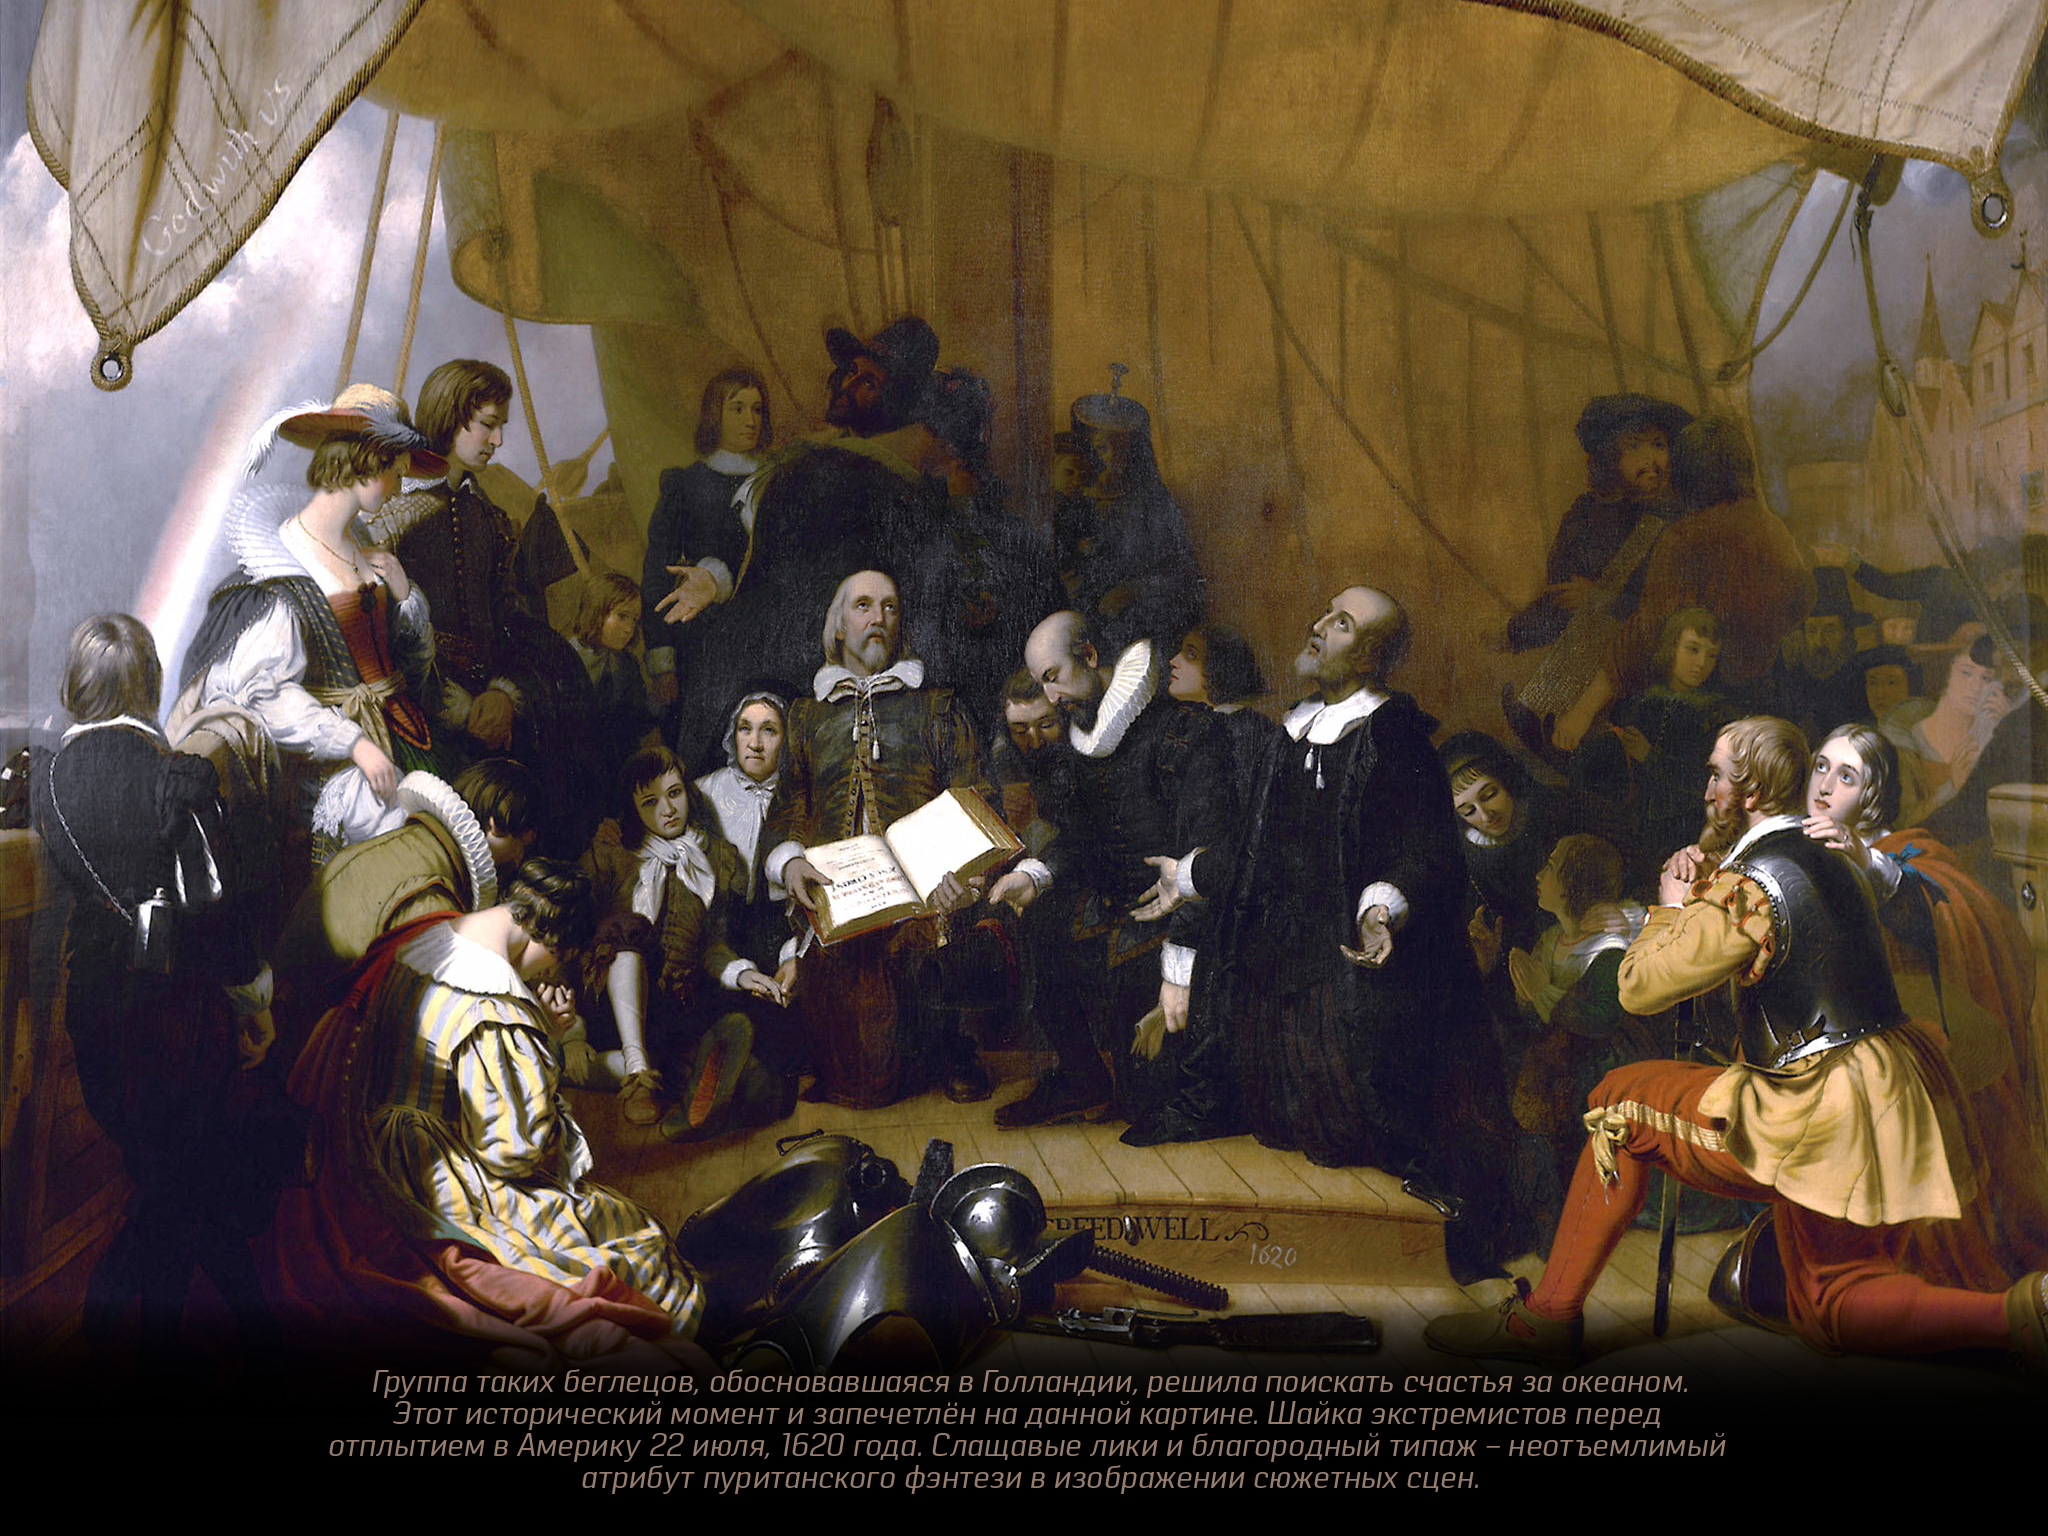 God with Us
JESUS CHRIST
SPEEDWELL
1620
Группа таких беглецов, обосновавшаяся в Голландии, решила поискать счастья за океаном.
Этот исторический момент и запечетлён на данной картине. Шайка экстремистов перед
отплытием в Америку 22 июля, 1620 года. Слащавые лики и благородный типаж – неотъемлимый
атрибут пуританского фэнтези в изображении сюжетных сцен.